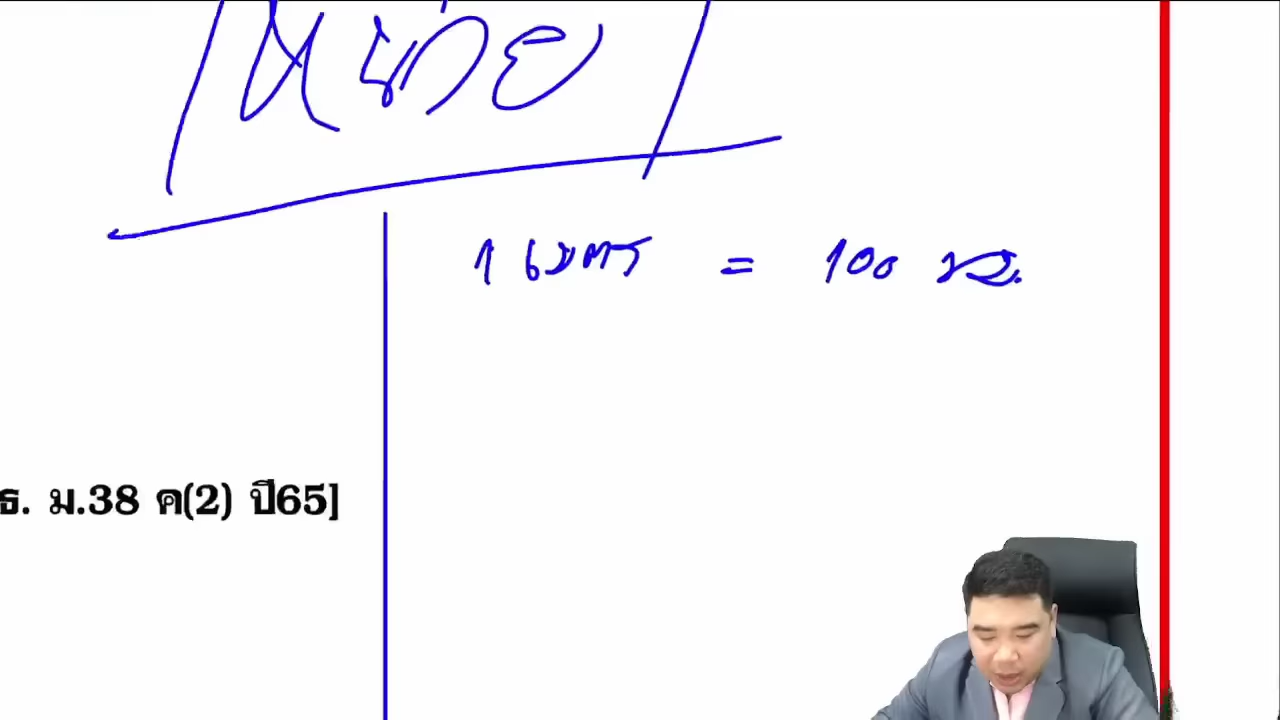 หน่วย
1 เมตร = 100 ซม.
ธ. ม.38 ค(2) ปี65]